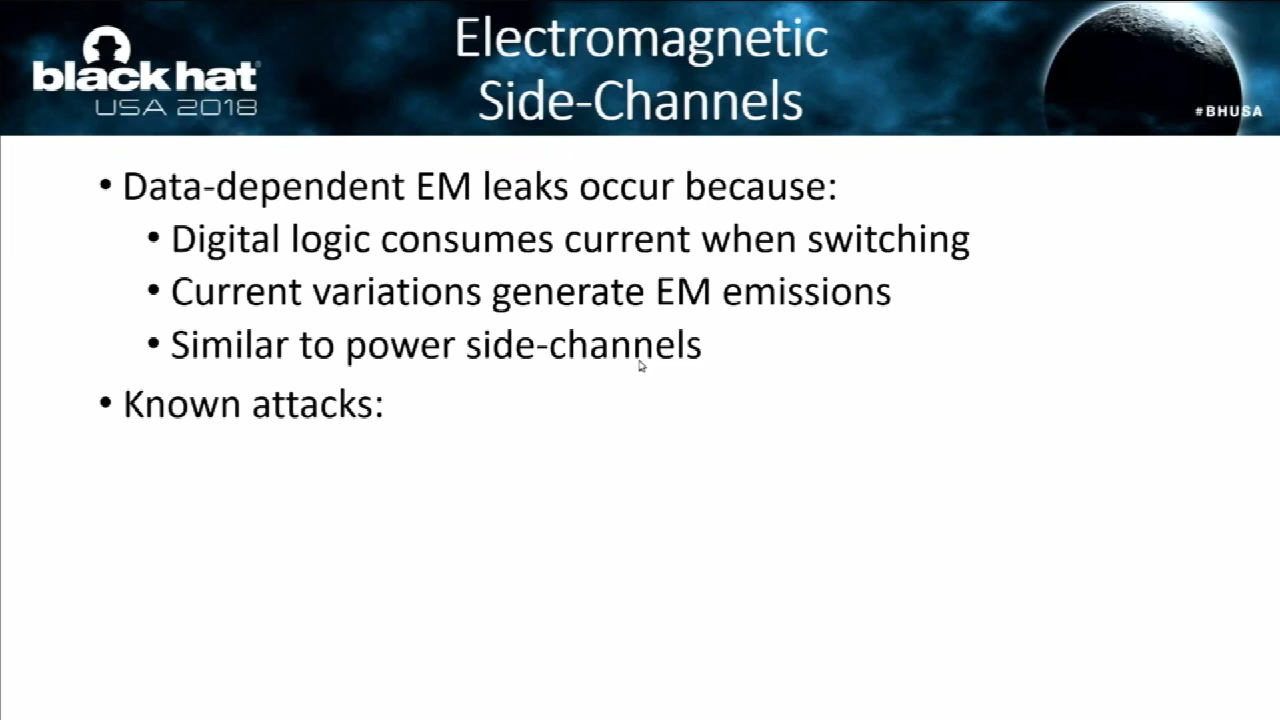 black hat
USA 2018
Electromagnetic
Side-Channels
#BHUSA
• Data-dependent EM leaks occur because:
• Digital logic consumes current when switching
• Current variations generate EM emissions
• Similar to power side-channels
• Known attacks: